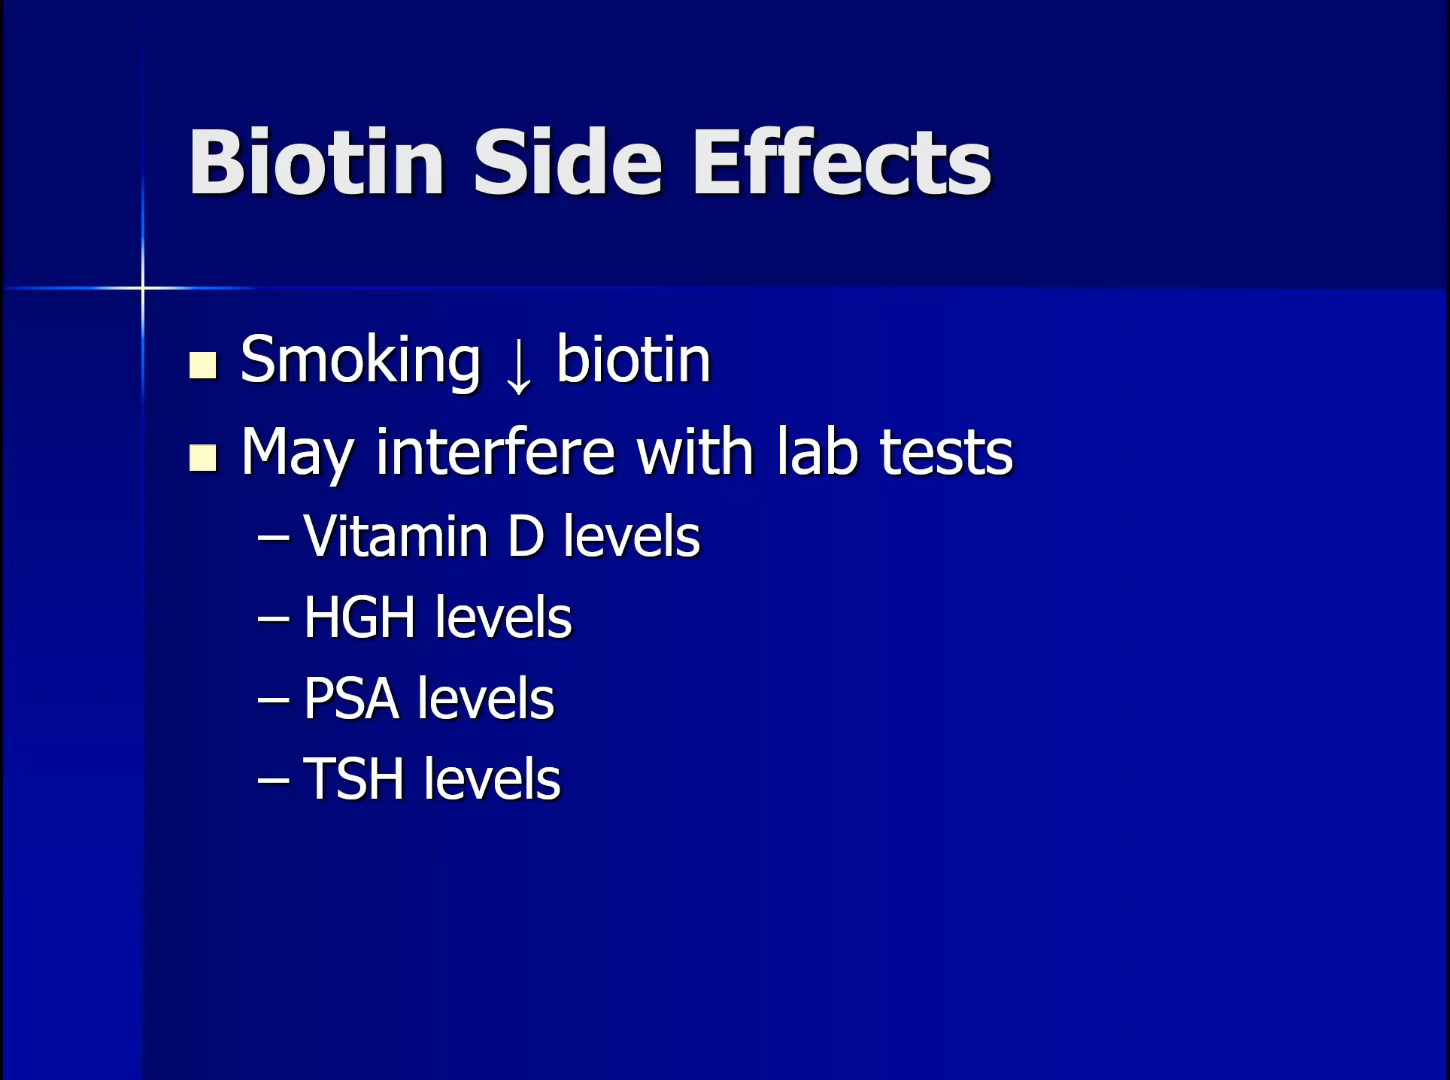 Biotin Side Effects
Smoking ↓ biotin
May interfere with lab tests
– Vitamin D levels
– HGH levels
– PSA levels
– TSH levels